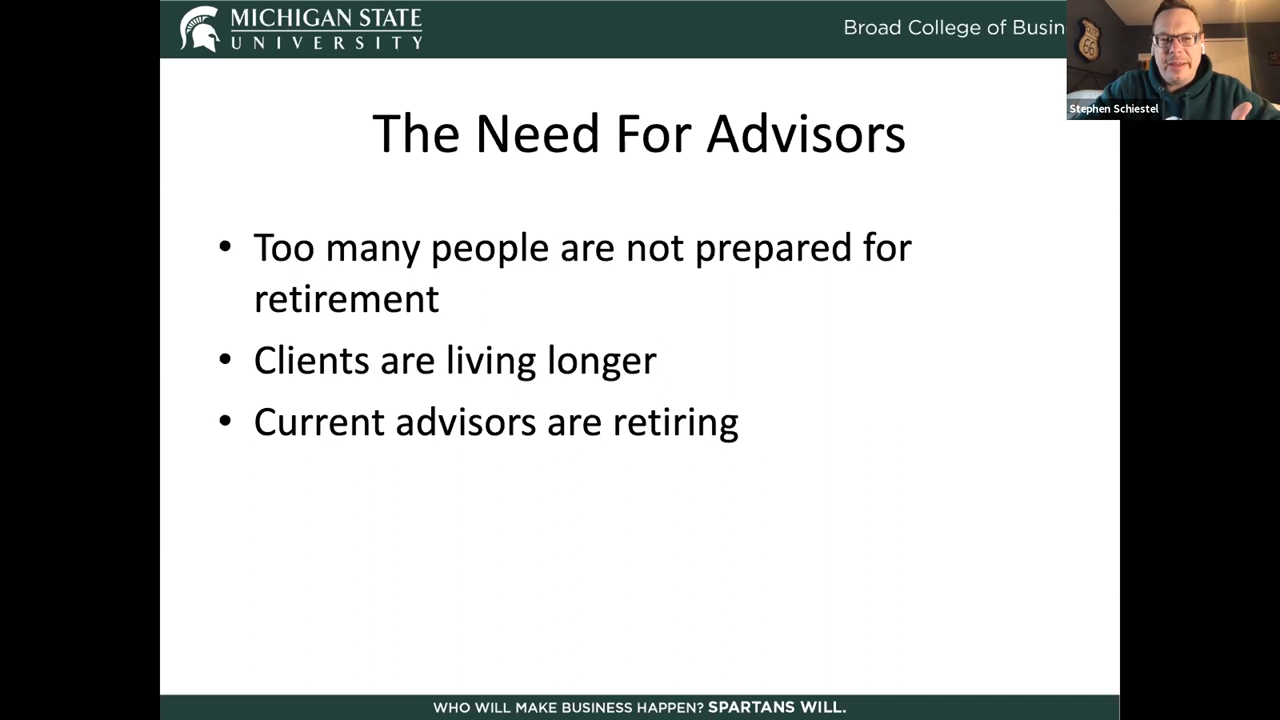 MICHIGAN STATE
UNIVERSITY
Broad College of Busin
66
Stephen Schiestel
The Need For Advisors
• Too many people are not prepared for
retirement
• Clients are living longer
• Current advisors are retiring
WHO WILL MAKE BUSINESS HAPPEN? SPARTANS WILL.